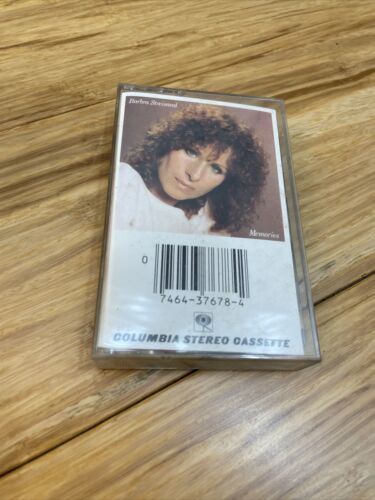 Barbra Streisand
Memories
0
7464-37678-4
COLUMBIA STEREO CASSETTE